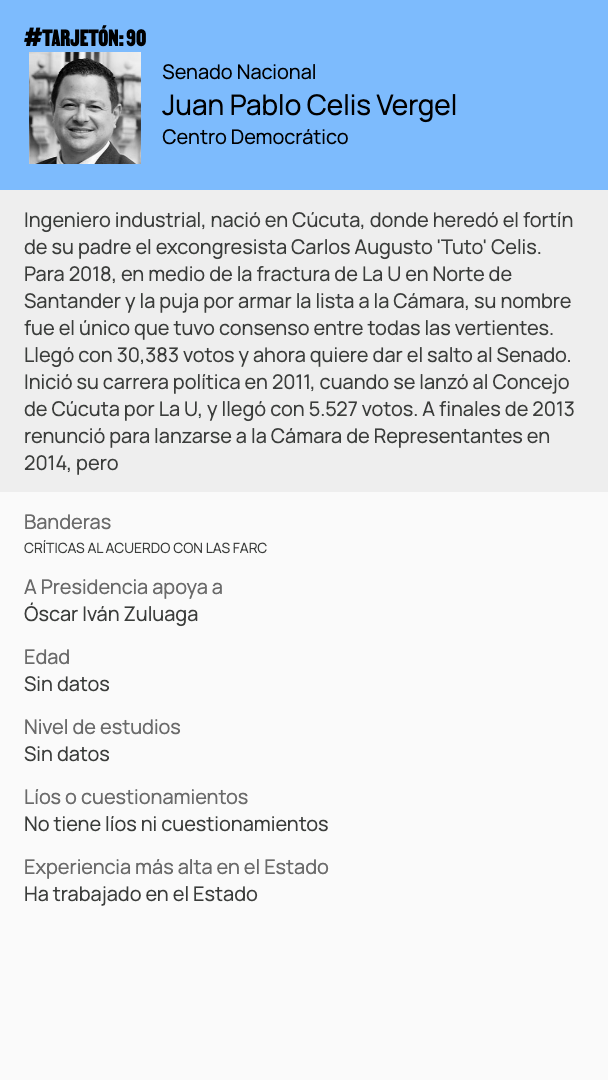 #TARJETÓN: 90
Senado Nacional
Juan Pablo Celis Vergel
Centro Democrático
Ingeniero industrial, nació en Cúcuta, donde heredó el fortín
de su padre el excongresista Carlos Augusto 'Tuto' Celis.
Para 2018, en medio de la fractura de La U en Norte de
Santander y la puja por armar la lista a la Cámara, su nombre
fue el único que tuvo consenso entre todas las vertientes.
Llegó con 30,383 votos y ahora quiere dar el salto al Senado.
Inició su carrera política en 2011, cuando se lanzó al Concejo
de Cúcuta por La U, y llegó con 5.527 votos. A finales de 2013
renunció para lanzarse a la Cámara de Representantes en
2014, pero
Banderas
CRÍTICAS AL ACUERDO CON LAS FARC
A Presidencia apoya a
Óscar Iván Zuluaga
Edad
Sin datos
Nivel de estudios
Sin datos
Líos o cuestionamientos
No tiene líos ni cuestionamientos
Experiencia más alta en el Estado
Ha trabajado en el Estado